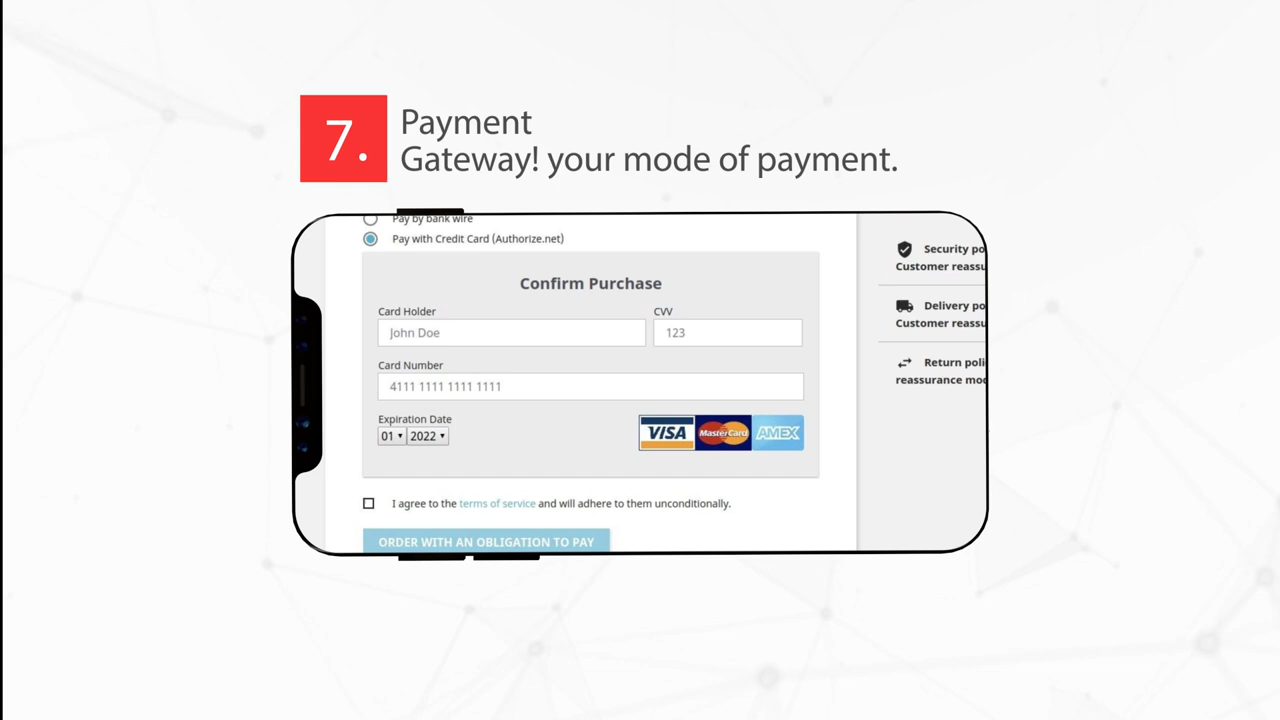 7.
Payment
Gateway! your mode of payment.
Pay by bank wire
Pay with Credit Card (Authorize.net)
Confirm Purchase
Card Holder
CVV
John Doe
123
Card Number
4111 1111 1111 1111
Expiration Date
01 2022
VISA MasterCard AMEX
I agree to the terms of service and will adhere to them unconditionally.
ORDER WITH AN OBLIGATION TO PAY
Security po
Customer reassu
Delivery po
Customer reassu
Return poli
reassurance mod